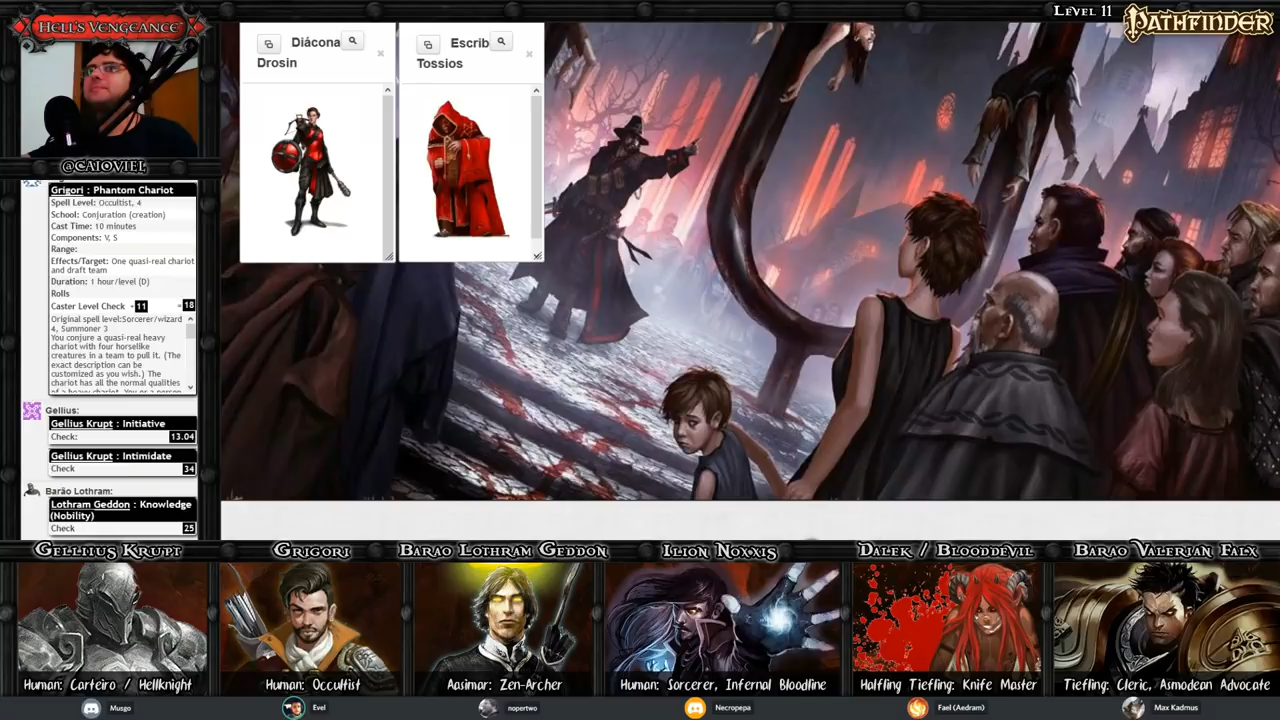 HELL'S VENGEANCE
LEVEL 11
PATHFINDER
@CAIOVIEL
Diácona
Drosin
Escrib
Tossios
Grigori : Phantom Chariot
Spell Level: Occultist, 4
School: Conjuration (creation)
Cast Time: 10 minutes
Components: V, S
Range:
Effects/Target: One quasi-real chariot
and draft team
Duration: 1 hour/level (D)
Rolls
Caster Level Check - 11 = 18
Original spell level:Sorcerer/wizard
4, Summoner 3
You conjure a quasi-real heavy
chariot with four horselike
creatures in a team to pull it. (The
exact description can be
customized as you wish.) The
chariot has all the normal qualities
of a heavy chariot. You or a person
Gellius:
Gellius Krupt : Initiative
Check: 13.04
Gellius Krupt : Intimidate
Check 34
Barão Lothram:
Lothram Geddon : Knowledge
(Nobility)
Check 25
GELLIUS KRUPT
GRIGORI
BARAO LOTHRAM GEDDON
ILION NOXXIS
DALEK / BLOODDEVIL
BARAO VALERIAN FALX
Human: Carteiro / Hellknight
Human: Occultist
Aasimar: Zen-Archer
Human: Sorcerer, Infernal Bloodline
Halfling Tiefling: Knife Master
Tiefling: Cleric, Asmodean Advocate
Musgo
Evel
nopertwo
Necropepa
Fael (Aedram)
Max Kadmus